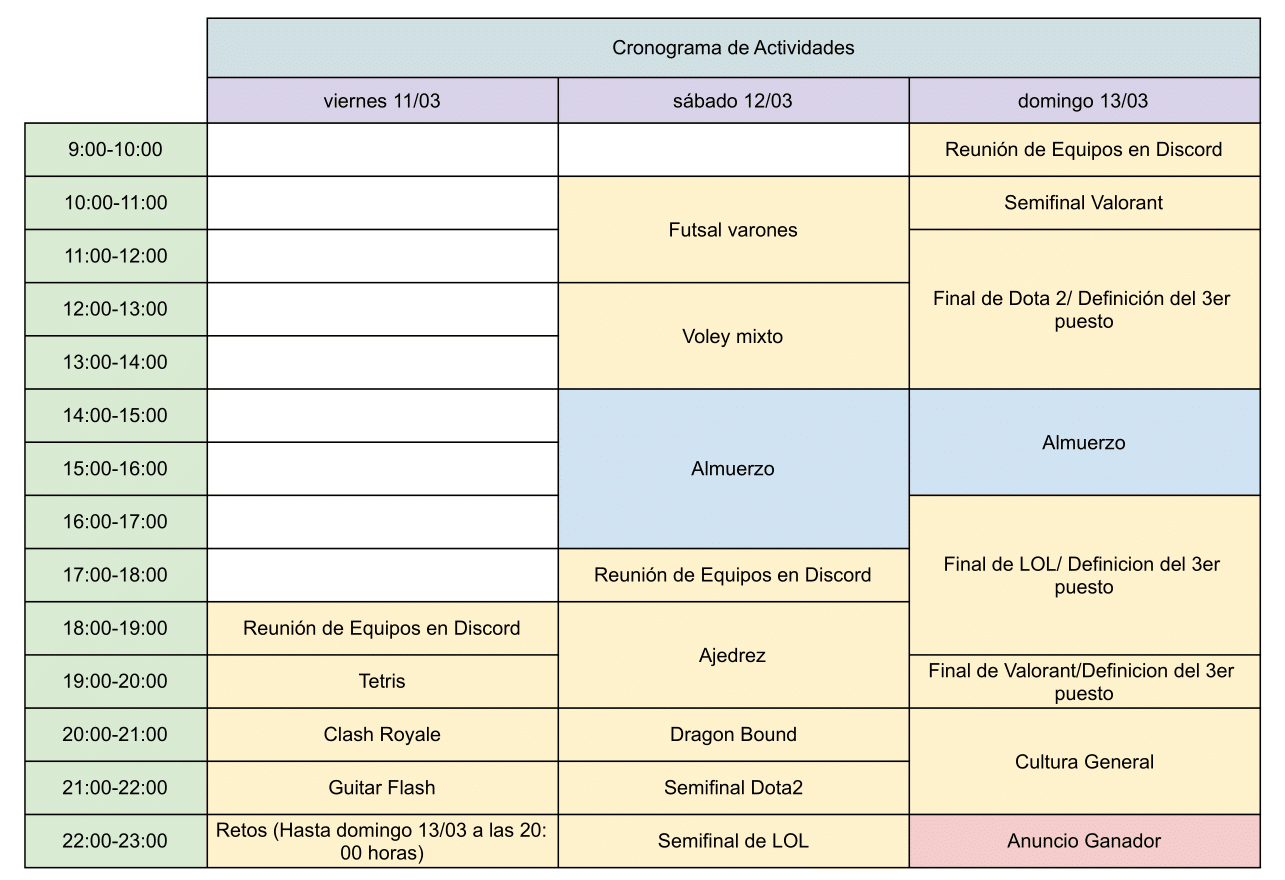 Cronograma de Actividades
viernes 11/03
sábado 12/03
domingo 13/03
9:00-10:00
Reunión de Equipos en Discord
10:00-11:00
Futsal varones
Semifinal Valorant
11:00-12:00
Final de Dota 2/ Definición del 3er
puesto
12:00-13:00
Voley mixto
13:00-14:00
14:00-15:00
Almuerzo
Almuerzo
15:00-16:00
16:00-17:00
Final de LOL/ Definicion del 3er
puesto
17:00-18:00
Reunión de Equipos en Discord
18:00-19:00
Reunión de Equipos en Discord
Ajedrez
19:00-20:00
Tetris
Final de Valorant/Definicion del 3er
puesto
20:00-21:00
Clash Royale
Dragon Bound
Cultura General
21:00-22:00
Guitar Flash
Semifinal Dota2
22:00-23:00
Retos (Hasta domingo 13/03 a las 20:
00 horas)
Semifinal de LOL
Anuncio Ganador